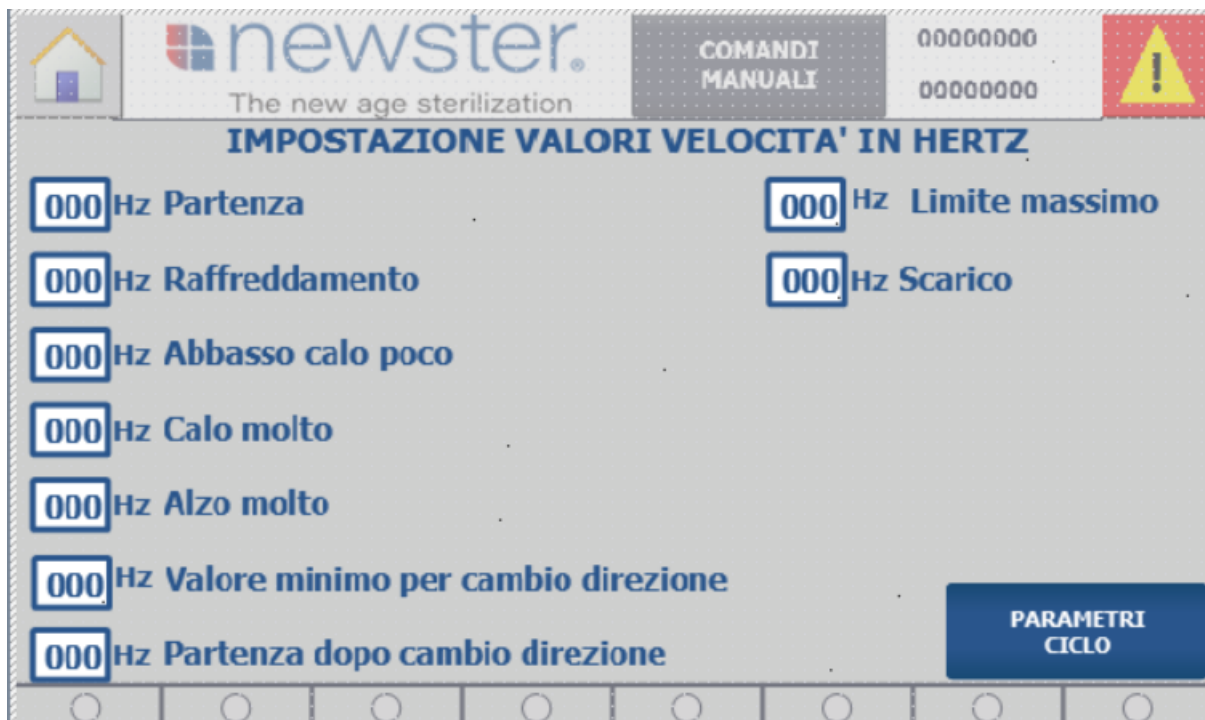 newster®
The new age sterilization
COMANDI
MANUALI
00000000
00000000
!
IMPOSTAZIONE VALORI VELOCITA' IN HERTZ
000 Hz Partenza
000 Hz Limite massimo
000 Hz Raffreddamento
000 Hz Scarico
000 Hz Abbasso calo poco
000 Hz Calo molto
000 Hz Alzo molto
000 Hz Valore minimo per cambio direzione
000 Hz Partenza dopo cambio direzione
PARAMETRI
CICLO